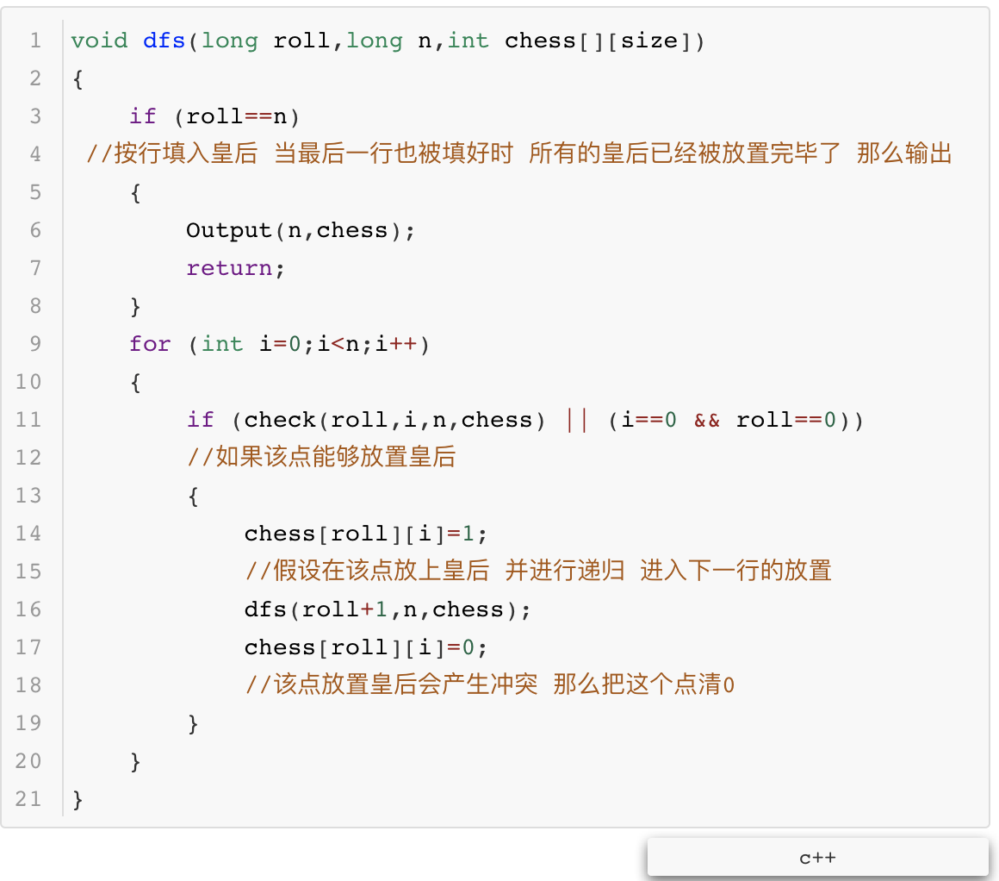 1 void dfs(long roll,long n,int chess[][size])
2 {
3     if (roll==n)
4  //按行填入皇后 当最后一行也被填好时 所有的皇后已经被放置完毕了 那么输出
5     {
6         Output(n,chess);
7         return;
8     }
9     for (int i=0;i<n;i++)
10     {
11         if (check(roll,i,n,chess) || (i==0 && roll==0))
12         //如果该点能够放置皇后
13         {
14             chess[roll][i]=1;
15             //假设在该点放上皇后 并进行递归 进入下一行的放置
16             dfs(roll+1,n,chess);
17             chess[roll][i]=0;
18             //该点放置皇后会产生冲突 那么把这个点清0
19         }
20     }
21 }
c++